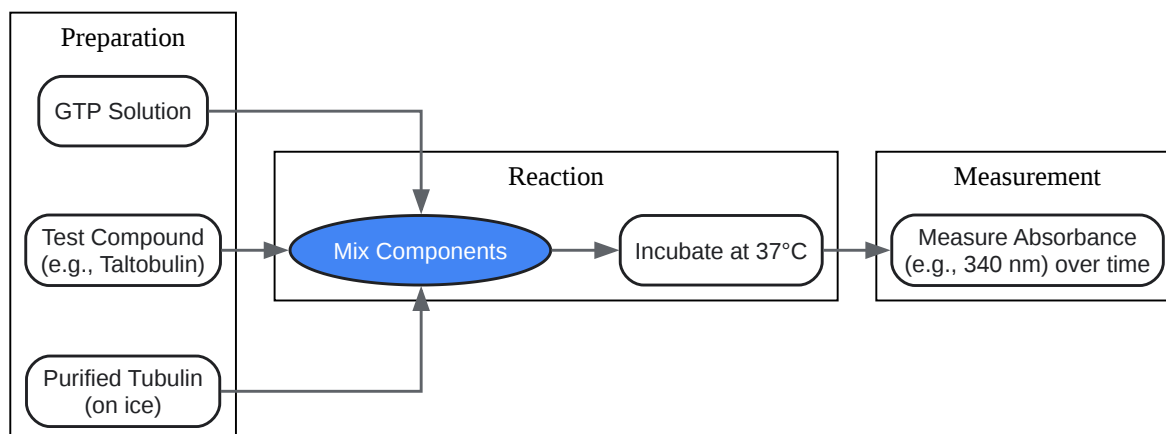 Preparation
GTP Solution
Test Compound
(e.g., Taltobulin)
Purified Tubulin
(on ice)
Reaction
Mix Components
Incubate at 37°C
Measurement
Measure Absorbance
(e.g., 340 nm) over time